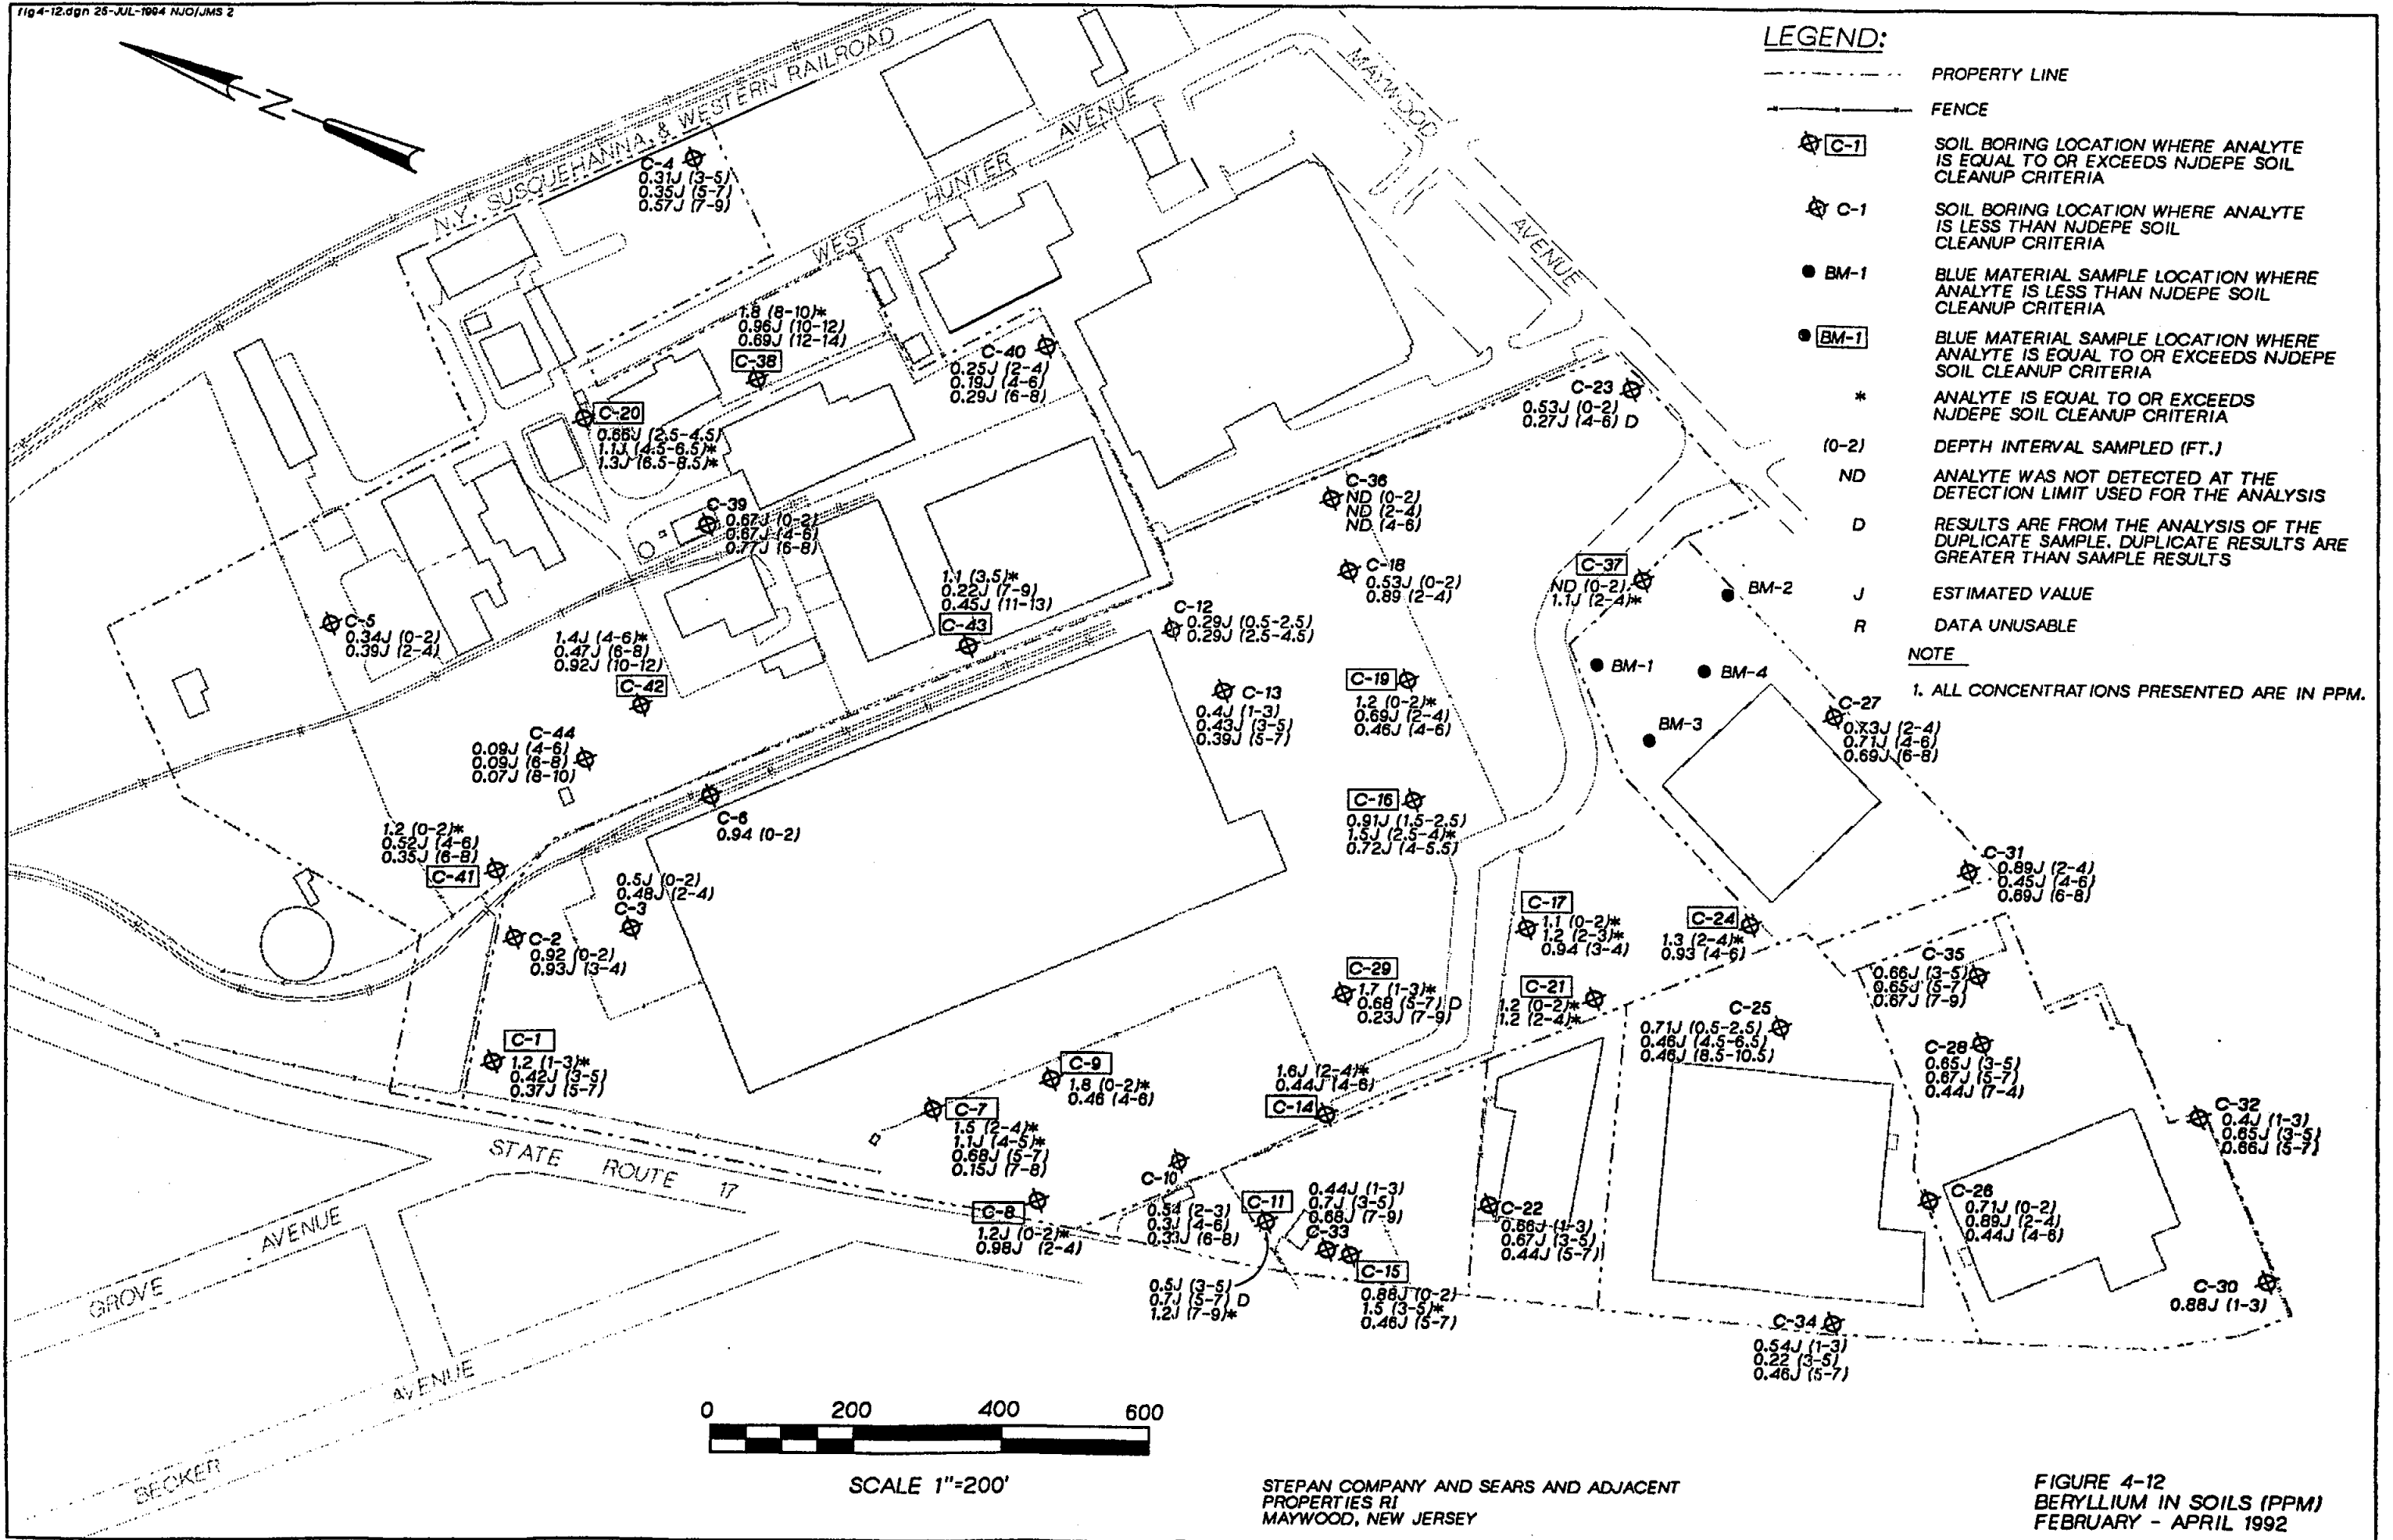 fig4-12.dgn 25-JUL-1994 NJO/JMS 2
N
N.Y. SUSQUEHANNA & WESTERN RAILROAD
WEST HUNTER AVENUE
MAYWOOD AVENUE
C-4
0.31J (3-5)
0.35J (5-7)
0.57J (7-9)
1.8 (8-10)*
0.96J (10-12)
0.69J (12-14)
C-38
C-40
0.25J (2-4)
0.19J (4-6)
0.29J (6-8)
C-20
0.66J (2.5-4.5)
1.1J (4.5-6.5)*
1.3J (6.5-8.5)*
C-23
0.53J (0-2)
0.27J (4-6) D
C-39
0.67J (0-2)
0.67J (4-6)
0.77J (6-8)
C-36
ND (0-2)
ND (2-4)
ND (4-6)
C-18
0.53J (0-2)
0.89 (2-4)
C-37
ND (0-2)
1.1J (2-4)*
BM-2
BM-1
BM-4
BM-3
1.1 (3.5)*
0.22J (7-9)
0.45J (11-13)
C-43
C-12
0.29J (0.5-2.5)
0.29J (2.5-4.5)
C-5
0.34J (0-2)
0.39J (2-4)
1.4J (4-6)*
0.47J (6-8)
0.92J (10-12)
C-42
C-13
0.4J (1-3)
0.43J (3-5)
0.39J (5-7)
C-19
1.2 (0-2)*
0.69J (2-4)
0.46J (4-6)
C-27
0.73J (2-4)
0.71J (4-6)
0.69J (6-8)
C-44
0.09J (4-6)
0.09J (6-8)
0.07J (8-10)
C-6
0.94 (0-2)
C-16
0.91J (1.5-2.5)
1.5J (2.5-4)*
0.72J (4-5.5)
1.2 (0-2)*
0.52J (4-6)
0.35J (6-8)
C-41
0.5J (0-2)
0.48J (2-4)
C-3
C-31
0.89J (2-4)
0.45J (4-6)
0.69J (6-8)
C-2
0.92 (0-2)
0.93J (3-4)
C-17
1.1 (0-2)*
1.2 (2-3)*
0.94 (3-4)
C-24
1.3 (2-4)*
0.93 (4-6)
C-29
1.7 (1-3)*
0.68 (5-7) D
0.23J (7-9)
C-21
1.2 (0-2)*
1.2 (2-4)*
C-35
0.66J (3-5)
0.65J (5-7)
0.67J (7-9)
C-25
0.71J (0.5-2.5)
0.46J (4.5-6.5)
0.46J (8.5-10.5)
C-1
1.2 (1-3)*
0.42J (3-5)
0.37J (5-7)
C-28
0.65J (3-5)
0.67J (5-7)
0.44J (7-4)
C-9
1.8 (0-2)*
0.46 (4-6)
1.6J (2-4)*
0.44J (4-6)
C-14
C-7
1.5 (2-4)*
1.1J (4-5)*
0.68J (5-7)
0.15J (7-8)
C-32
0.4J (1-3)
0.65J (3-5)
0.66J (5-7)
STATE ROUTE 17
C-10
0.54 (2-3)
0.3J (4-6)
0.33J (6-8)
C-8
1.2J (0-2)*
0.98J (2-4)
C-11
0.5J (3-5)
0.7J (5-7) D
1.2J (7-9)*
0.44J (1-3)
0.7J (3-5)
0.68J (7-9)
C-33
C-15
0.88J (0-2)
1.5 (3-5)*
0.46J (5-7)
C-22
0.66J (1-3)
0.67J (3-5)
0.44J (5-7)
C-26
0.71J (0-2)
0.89J (2-4)
0.44J (4-6)
C-30
0.88J (1-3)
C-34
0.54J (1-3)
0.22 (3-5)
0.46J (5-7)
GROVE AVENUE
BECKER AVENUE
0 200 400 600
SCALE 1"=200'
LEGEND:
PROPERTY LINE
FENCE
C-1 SOIL BORING LOCATION WHERE ANALYTE
IS EQUAL TO OR EXCEEDS NJDEPE SOIL
CLEANUP CRITERIA
C-1 SOIL BORING LOCATION WHERE ANALYTE
IS LESS THAN NJDEPE SOIL
CLEANUP CRITERIA
BM-1 BLUE MATERIAL SAMPLE LOCATION WHERE
ANALYTE IS LESS THAN NJDEPE SOIL
CLEANUP CRITERIA
BM-1 BLUE MATERIAL SAMPLE LOCATION WHERE
ANALYTE IS EQUAL TO OR EXCEEDS NJDEPE
SOIL CLEANUP CRITERIA
* ANALYTE IS EQUAL TO OR EXCEEDS
NJDEPE SOIL CLEANUP CRITERIA
(0-2) DEPTH INTERVAL SAMPLED (FT.)
ND ANALYTE WAS NOT DETECTED AT THE
DETECTION LIMIT USED FOR THE ANALYSIS
D RESULTS ARE FROM THE ANALYSIS OF THE
DUPLICATE SAMPLE. DUPLICATE RESULTS ARE
GREATER THAN SAMPLE RESULTS
J ESTIMATED VALUE
R DATA UNUSABLE
NOTE
1. ALL CONCENTRATIONS PRESENTED ARE IN PPM.
STEPAN COMPANY AND SEARS AND ADJACENT
PROPERTIES RI
MAYWOOD, NEW JERSEY
FIGURE 4-12
BERYLLIUM IN SOILS (PPM)
FEBRUARY - APRIL 1992